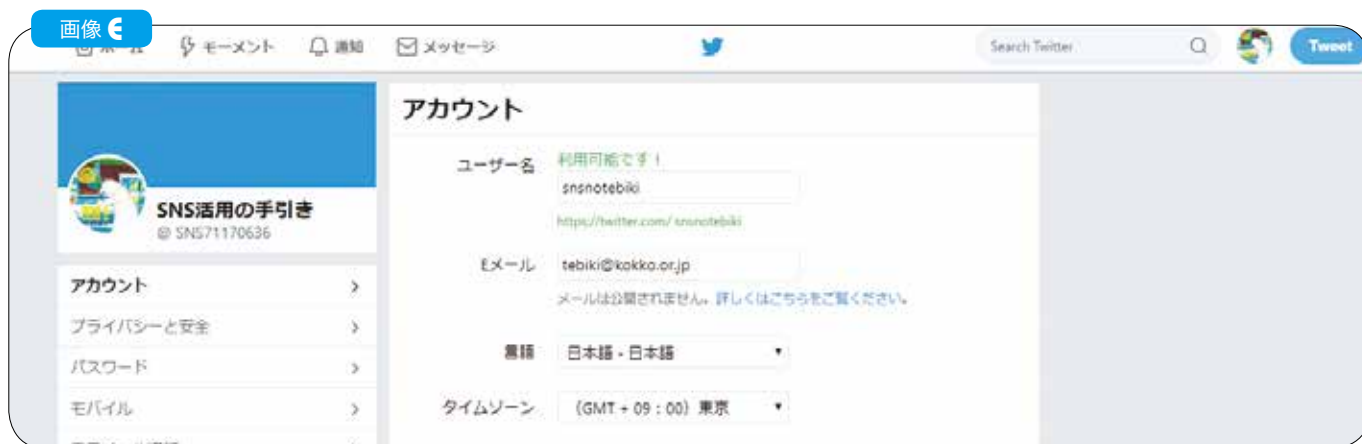 画像
モーメント
通知
メッセージ
Search Twitter
Tweet
SNS活用の手引き
@ SNS71170636
アカウント
プライバシーと安全
パスワード
モバイル
アカウント
ユーザー名
利用可能です！
snsnotebiki
https://twitter.com/ snsnotebiki
Eメール
tebiki@kokko.or.jp
メールは公開されません。詳しくはこちらをご覧ください。
言語
日本語 - 日本語
タイムゾーン
（GMT + 09 : 00）東京